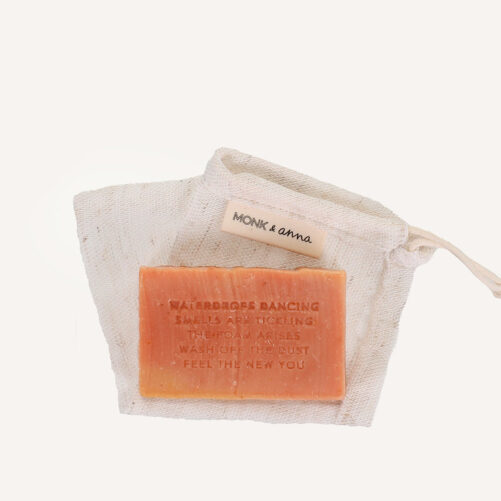 MONK & anna
WATERDROPS DANCING
SMELLS ARE TICKLING
THE FOAM ARISES
WASH OFF THE DUST
FEEL THE NEW YOU